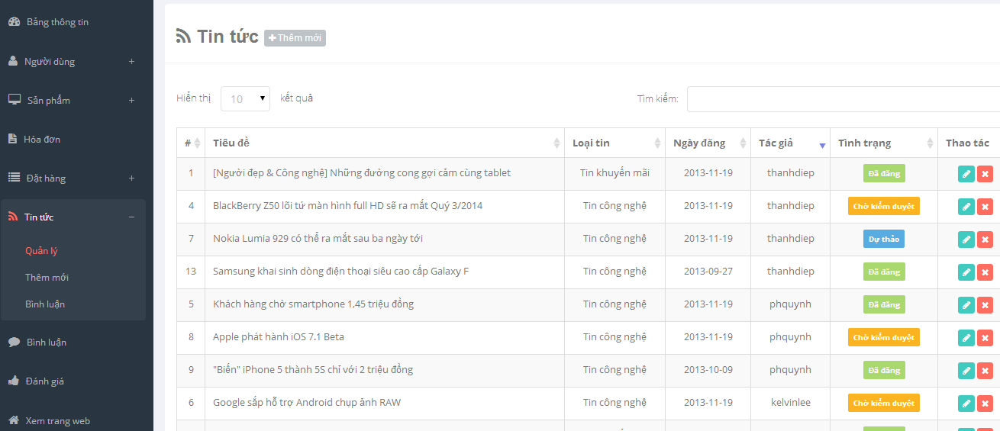 Bảng thông tin
Người dùng
Sản phẩm
Hóa đơn
Đặt hàng
Tin tức
Quản lý
Thêm mới
Bình luận
Bình luận
Đánh giá
Xem trang web
Tin tức Thêm mới
Hiển thị 10 kết quả Tìm kiếm:
# Tiêu đề Loại tin Ngày đăng Tác giả Tình trạng Thao tác
1 [Người đẹp & Công nghệ] Những đường cong gợi cảm cùng tablet Tin khuyến mãi 2013-11-19 thanhdiep Đã đăng
4 BlackBerry Z50 lõi tứ màn hình full HD sẽ ra mắt Quý 3/2014 Tin công nghệ 2013-11-19 thanhdiep Chờ kiểm duyệt
7 Nokia Lumia 929 có thể ra mắt sau ba ngày tới Tin công nghệ 2013-11-19 thanhdiep Dự thảo
13 Samsung khai sinh dòng điện thoại siêu cao cấp Galaxy F Tin công nghệ 2013-09-27 thanhdiep Đã đăng
5 Khách hàng chờ smartphone 1,45 triệu đồng Tin công nghệ 2013-11-19 phquynh Đã đăng
8 Apple phát hành iOS 7.1 Beta Tin công nghệ 2013-11-19 phquynh Chờ kiểm duyệt
9 "Biến" iPhone 5 thành 5S chỉ với 2 triệu đồng Tin công nghệ 2013-10-09 phquynh Đã đăng
6 Google sắp hỗ trợ Android chụp ảnh RAW Tin công nghệ 2013-11-19 kelvinlee Chờ kiểm duyệt